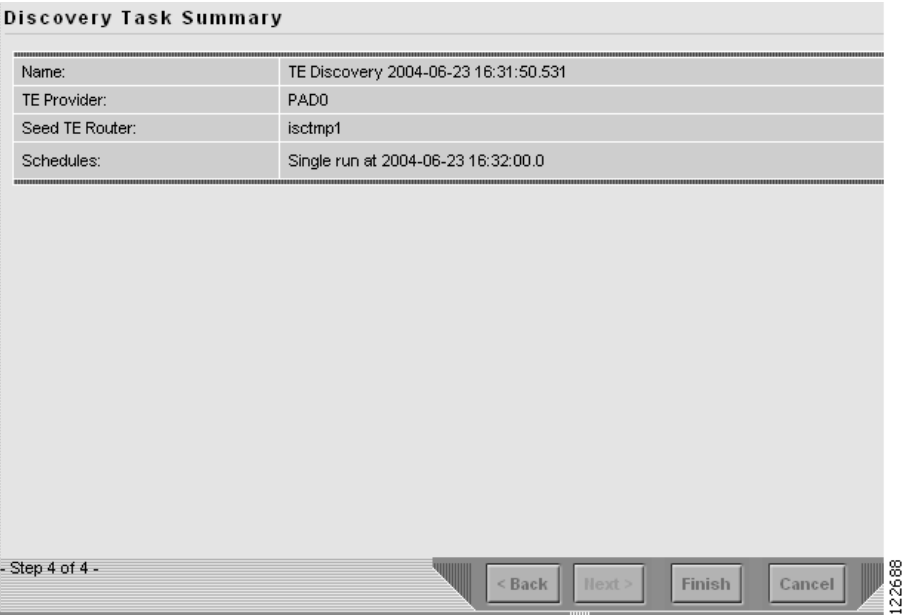 Discovery Task Summary
Name: TE Discovery 2004-06-23 16:31:50.531
TE Provider: PAD0
Seed TE Router: isctmp1
Schedules: Single run at 2004-06-23 16:32:00.0
- Step 4 of 4 -
< Back Next > Finish Cancel
122688